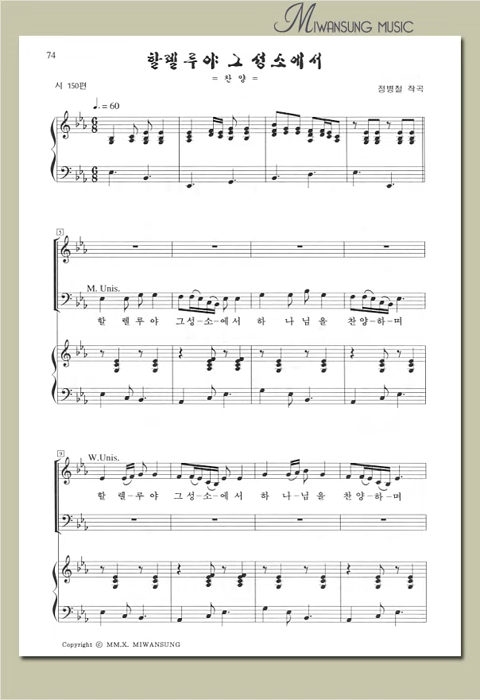 MIWANSUNG MUSIC
74
할렐루야 그 성소에서
= 찬 양 =
시 150편
정병철 작곡
♩. = 60
5
M. Unis.
할 렐 루 야 그성-소-에서 하 나 님 을 찬양-하-며
9
W.Unis.
할 렐-루-야 그성-소-에서 하 나-님 을 찬양-하-며
Copyright ⓒ MM.X. MIWANSUNG